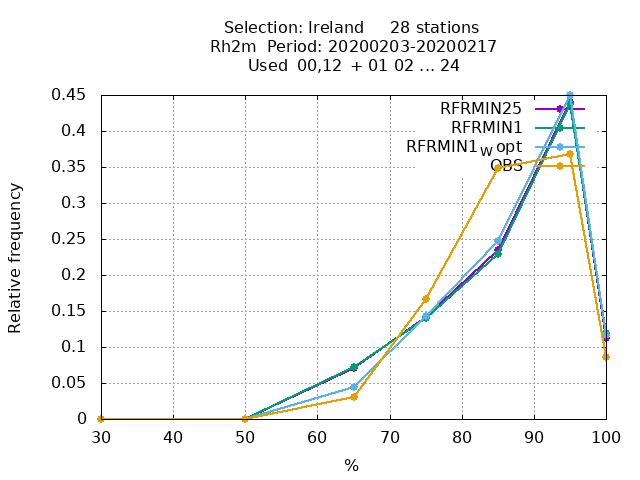 Selection: Ireland 28 stations
Rh2m Period: 20200203-20200217
Used 00,12 + 01 02 ... 24
Relative frequency
0.45
0.4
0.35
0.3
0.25
0.2
0.15
0.1
0.05
0
RFRMIN25
RFRMIN1
RFRMIN1W opt
OBS
30 40 50 60 70 80 90 100
%